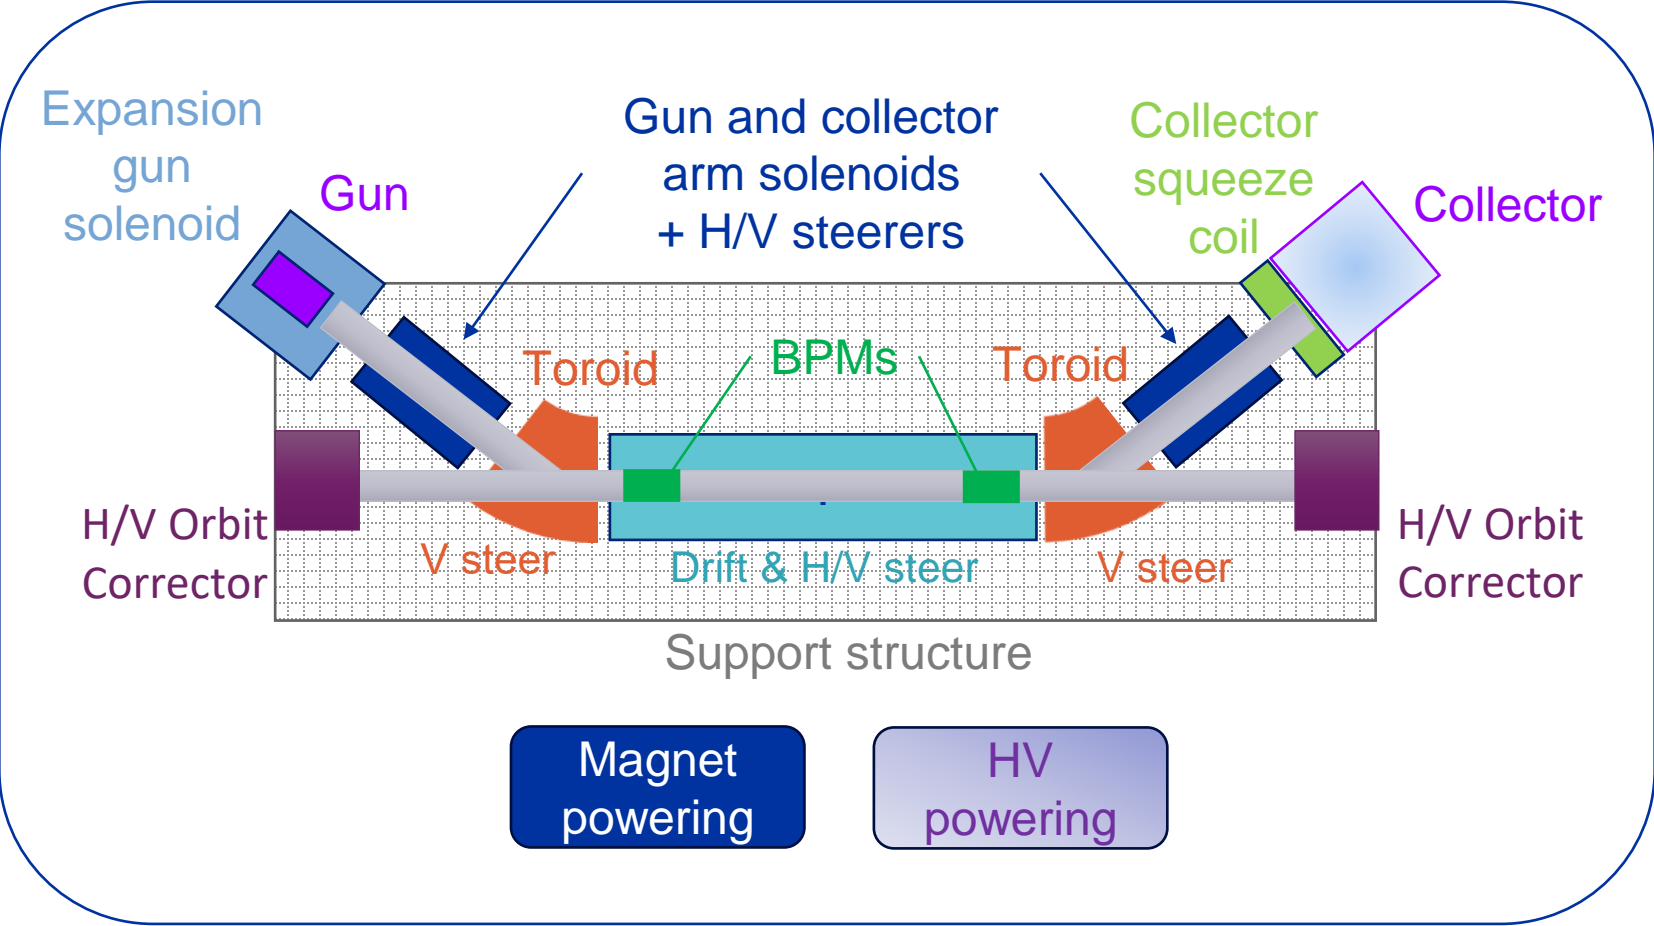 Expansion
gun
solenoid
Gun
Gun and collector
arm solenoids
+ H/V steerers
Collector
squeeze
coil
Collector
Toroid
BPMs
Toroid
H/V Orbit
Corrector
V steer
Drift & H/V steer
V steer
H/V Orbit
Corrector
Support structure
Magnet
powering
HV
powering